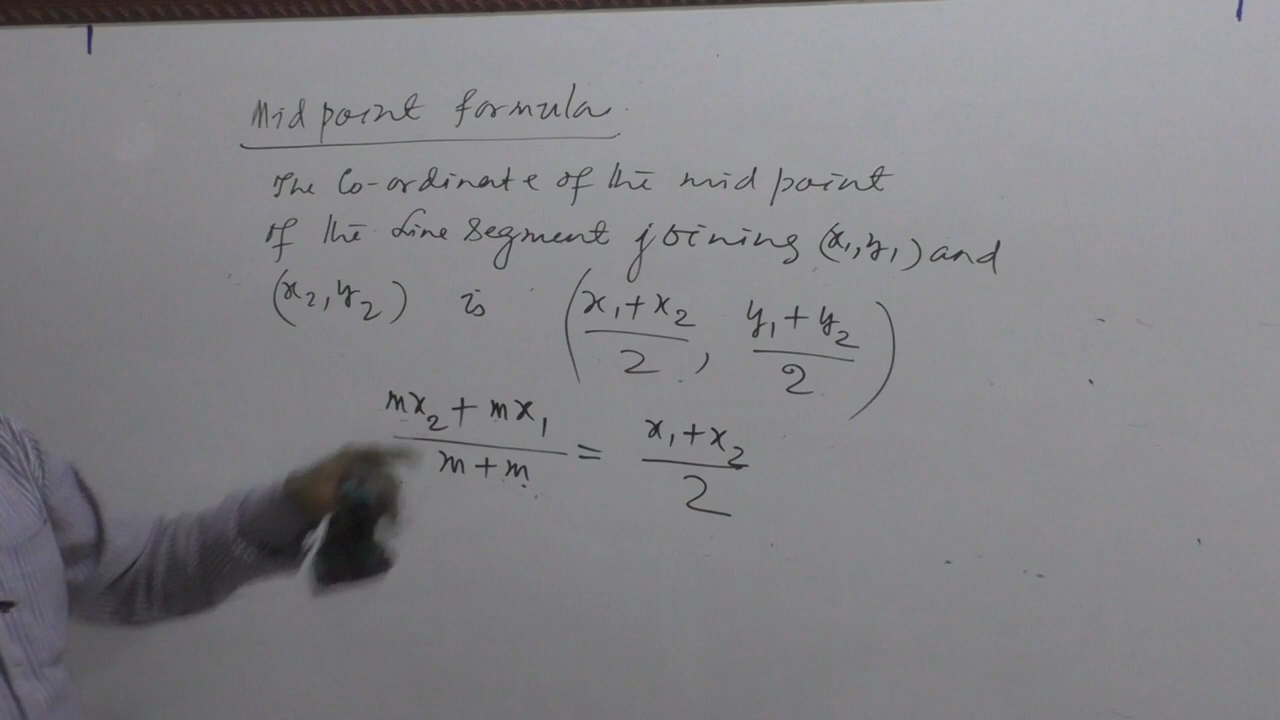 Mid point formula.
The Co-ordinate of the mid point
of the Line Segment joining (x₁,y₁) and
(x₂,y₂) is (x₁+x₂/2, y₁+y₂/2)
mx₂+mx₁/m+m = x₁+x₂/2